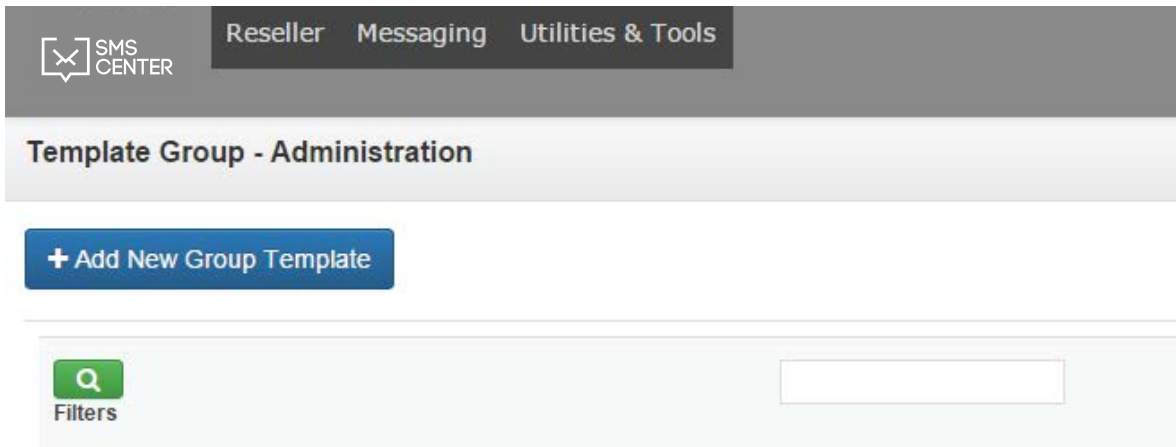 SMS
CENTER
Reseller Messaging Utilities & Tools
Template Group - Administration
+ Add New Group Template
Filters